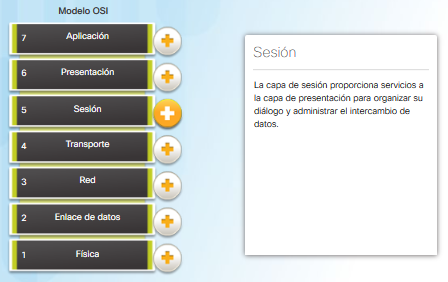 Modelo OSI
7 Aplicación
6 Presentación
5 Sesión
4 Transporte
3 Red
2 Enlace de datos
1 Física
Sesión
La capa de sesión proporciona servicios a
la capa de presentación para organizar su
diálogo y administrar el intercambio de
datos.